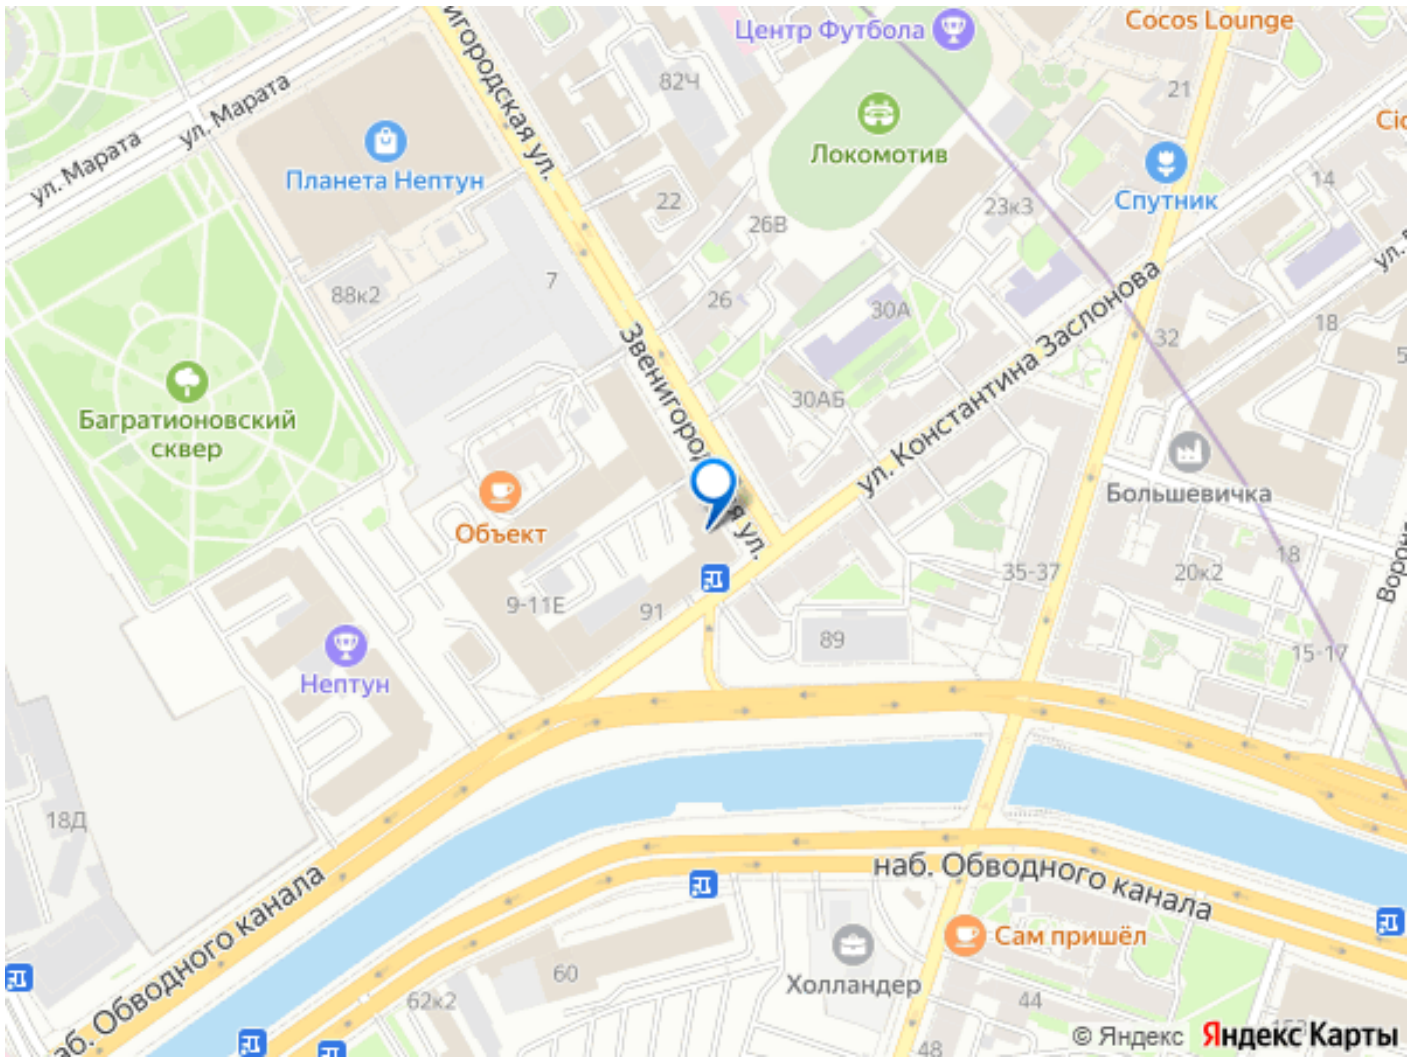 Центр Футбола
Cocos Lounge
игородская ул.
82Ч
21
ул. Марата
ул. Марата
Планета Нептун
Локомотив
Спутник
14
22
26В
23к3
88к2
7
26
30А
ул. Константина Заслонова
32
18
Звенигородская ул.
30АБ
Багратионовский
сквер
Объект
Большевичка
35-37
20к2
18
9-11Е
91
89
15-17
Нептун
18Д
наб. Обводного канала
наб. Обводного канала
Сам пришёл
60
62к2
Холландер
44
48
© Яндекс
Яндекс Карты